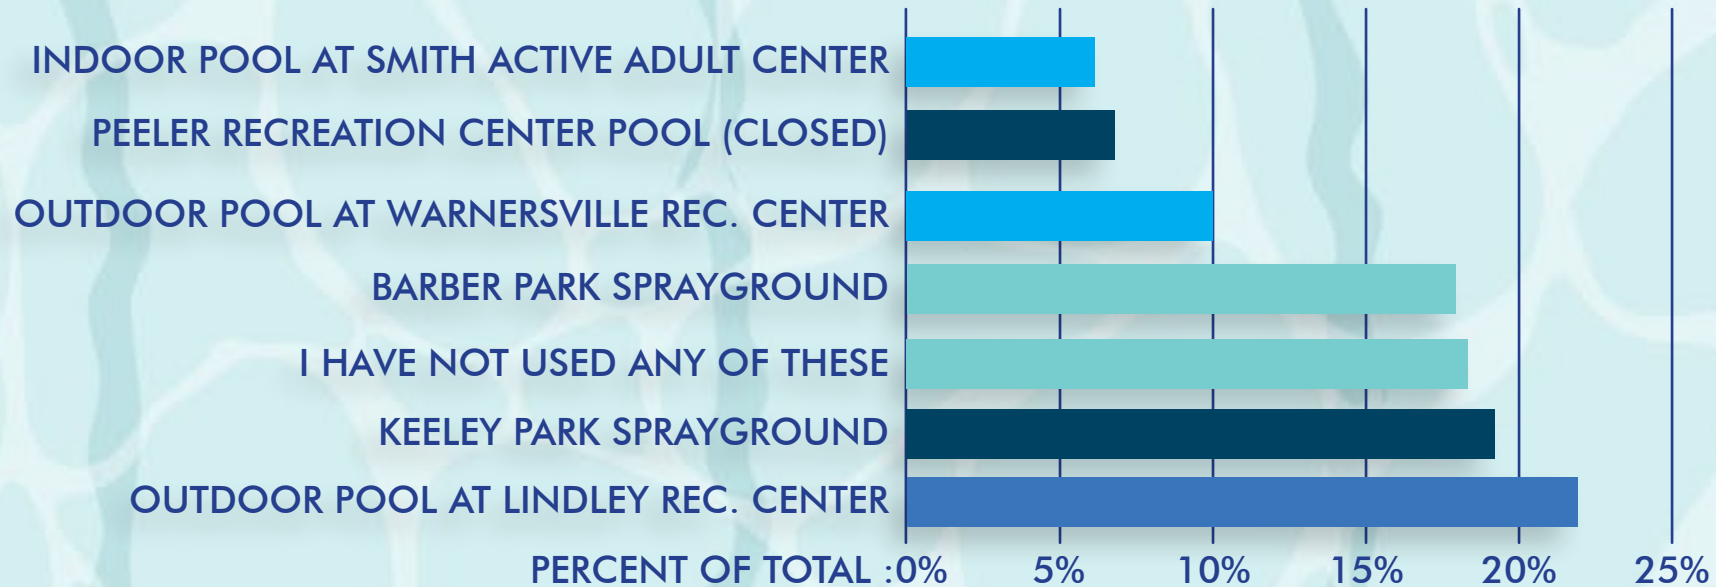 INDOOR POOL AT SMITH ACTIVE ADULT CENTER
PEELER RECREATION CENTER POOL (CLOSED)
OUTDOOR POOL AT WARNERSVILLE REC. CENTER
BARBER PARK SPRAYGROUND
I HAVE NOT USED ANY OF THESE
KEELEY PARK SPRAYGROUND
OUTDOOR POOL AT LINDLEY REC. CENTER
PERCENT OF TOTAL :0% 5% 10% 15% 20% 25%